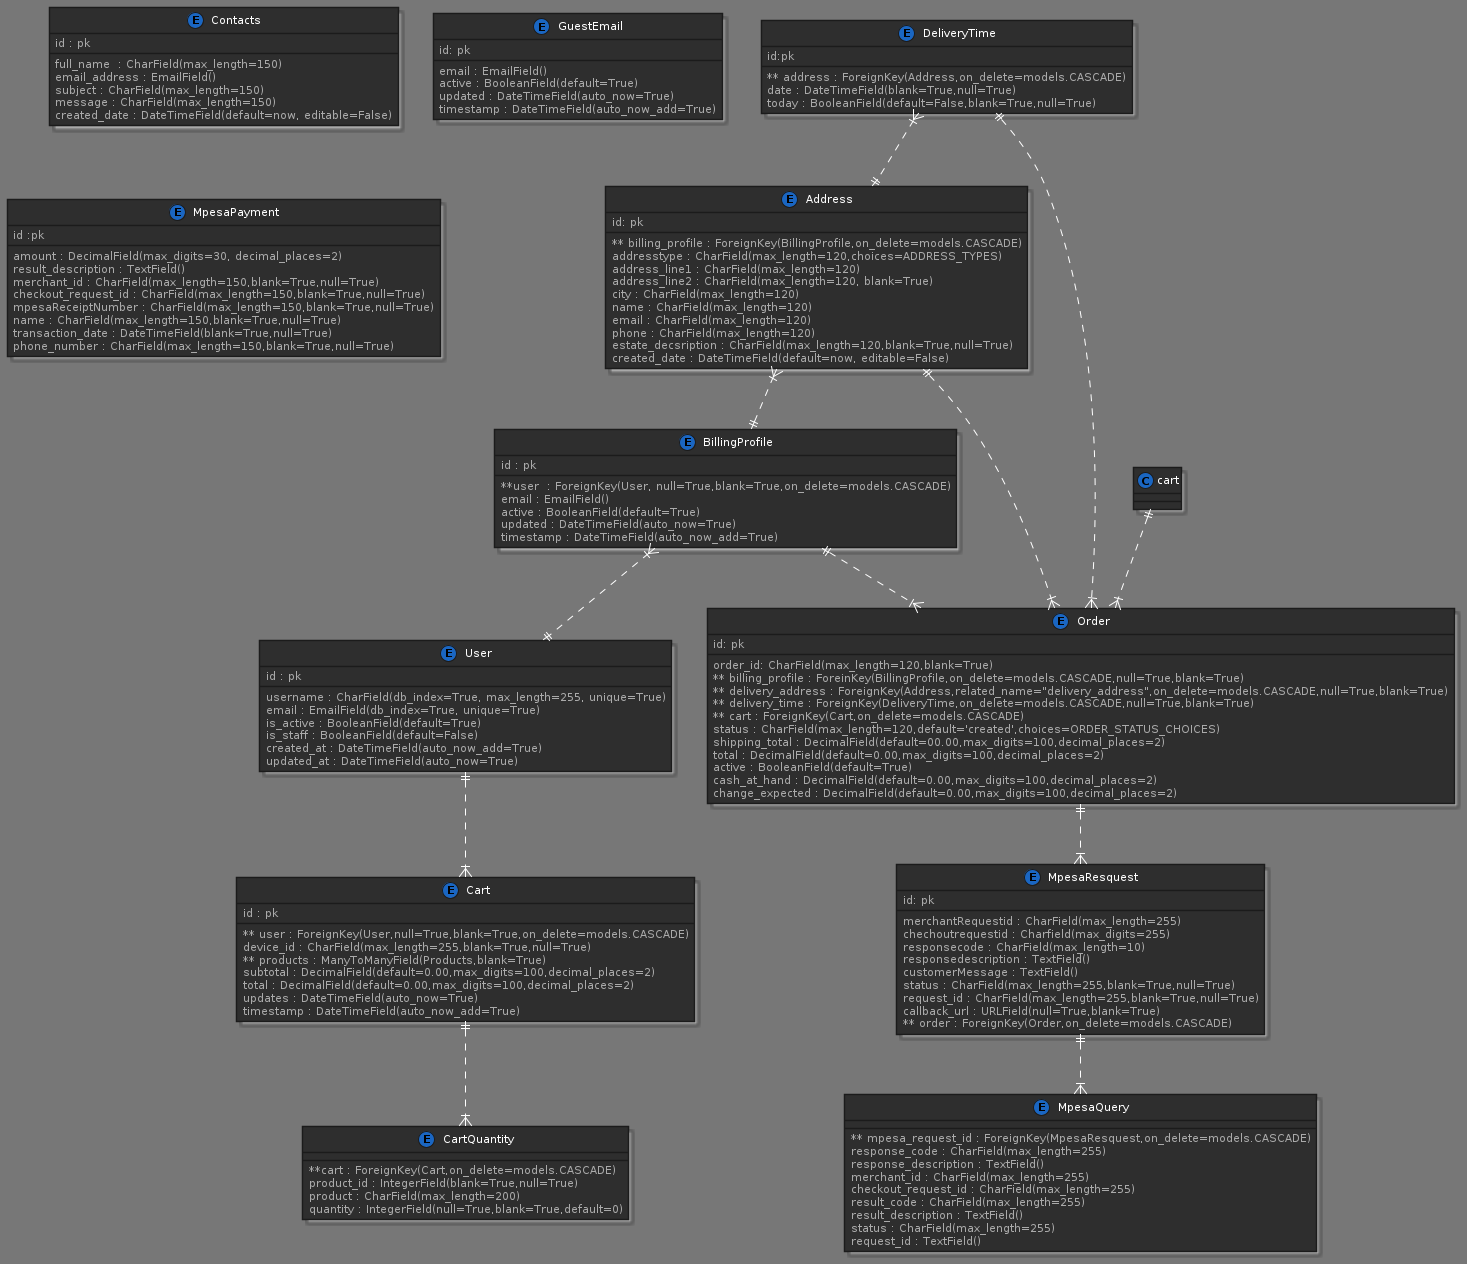 E Contacts
id : pk
full_name  : CharField(max_length=150)
email_address : EmailField()
subject : CharField(max_length=150)
message : CharField(max_length=150)
created_date : DateTimeField(default=now, editable=False)
E GuestEmail
id: pk
email : EmailField()
active : BooleanField(default=True)
updated : DateTimeField(auto_now=True)
timestamp : DateTimeField(auto_now_add=True)
E DeliveryTime
id:pk
** address : ForeignKey(Address,on_delete=models.CASCADE)
date : DateTimeField(blank=True,null=True)
today : BooleanField(default=False,blank=True,null=True)
E MpesaPayment
id :pk
amount : DecimalField(max_digits=30, decimal_places=2)
result_description : TextField()
merchant_id : CharField(max_length=150,blank=True,null=True)
checkout_request_id : CharField(max_length=150,blank=True,null=True)
mpesaReceiptNumber : CharField(max_length=150,blank=True,null=True)
name : CharField(max_length=150,blank=True,null=True)
transaction_date : DateTimeField(blank=True,null=True)
phone_number : CharField(max_length=150,blank=True,null=True)
E Address
id: pk
** billing_profile : ForeignKey(BillingProfile,on_delete=models.CASCADE)
addresstype : CharField(max_length=120,choices=ADDRESS_TYPES)
address_line1 : CharField(max_length=120)
address_line2 : CharField(max_length=120, blank=True)
city : CharField(max_length=120)
name : CharField(max_length=120)
email : CharField(max_length=120)
phone : CharField(max_length=120)
estate_decsription : CharField(max_length=120,blank=True,null=True)
created_date : DateTimeField(default=now, editable=False)
E BillingProfile
id : pk
**user  : ForeignKey(User, null=True,blank=True,on_delete=models.CASCADE)
email : EmailField()
active : BooleanField(default=True)
updated : DateTimeField(auto_now=True)
timestamp : DateTimeField(auto_now_add=True)
C cart
E User
id : pk
username : CharField(db_index=True, max_length=255, unique=True)
email : EmailField(db_index=True, unique=True)
is_active : BooleanField(default=True)
is_staff : BooleanField(default=False)
created_at : DateTimeField(auto_now_add=True)
updated_at : DateTimeField(auto_now=True)
E Order
id: pk
order_id: CharField(max_length=120,blank=True)
** billing_profile : ForeinKey(BillingProfile,on_delete=models.CASCADE,null=True,blank=True)
** delivery_address : ForeignKey(Address,related_name="delivery_address",on_delete=models.CASCADE,null=True,blank=True)
** delivery_time : ForeignKey(DeliveryTime,on_delete=models.CASCADE,null=True,blank=True)
** cart : ForeignKey(Cart,on_delete=models.CASCADE)
status : CharField(max_length=120,default='created',choices=ORDER_STATUS_CHOICES)
shipping_total : DecimalField(default=00.00,max_digits=100,decimal_places=2)
total : DecimalField(default=0.00,max_digits=100,decimal_places=2)
active : BooleanField(default=True)
cash_at_hand : DecimalField(default=0.00,max_digits=100,decimal_places=2)
change_expected : DecimalField(default=0.00,max_digits=100,decimal_places=2)
E Cart
id : pk
** user : ForeignKey(User,null=True,blank=True,on_delete=models.CASCADE)
device_id : CharField(max_length=255,blank=True,null=True)
** products : ManyToManyField(Products,blank=True)
subtotal : DecimalField(default=0.00,max_digits=100,decimal_places=2)
total : DecimalField(default=0.00,max_digits=100,decimal_places=2)
updates : DateTimeField(auto_now=True)
timestamp : DateTimeField(auto_now_add=True)
E MpesaResquest
id: pk
merchantRequestid : CharField(max_length=255)
chechoutrequestid : Charfield(max_digits=255)
responsecode : CharField(max_length=10)
responsedescription : TextField()
customerMessage : TextField()
status : CharField(max_length=255,blank=True,null=True)
request_id : CharField(max_length=255,blank=True,null=True)
callback_url : URLField(null=True,blank=True)
** order : ForeignKey(Order,on_delete=models.CASCADE)
E CartQuantity
**cart : ForeignKey(Cart,on_delete=models.CASCADE)
product_id : IntegerField(blank=True,null=True)
product : CharField(max_length=200)
quantity : IntegerField(null=True,blank=True,default=0)
E MpesaQuery
** mpesa_request_id : ForeignKey(MpesaResquest,on_delete=models.CASCADE)
response_code : CharField(max_length=255)
response_description : TextField()
merchant_id : CharField(max_length=255)
checkout_request_id : CharField(max_length=255)
result_code : CharField(max_length=255)
result_description : TextField()
status : CharField(max_length=255)
request_id : TextField()